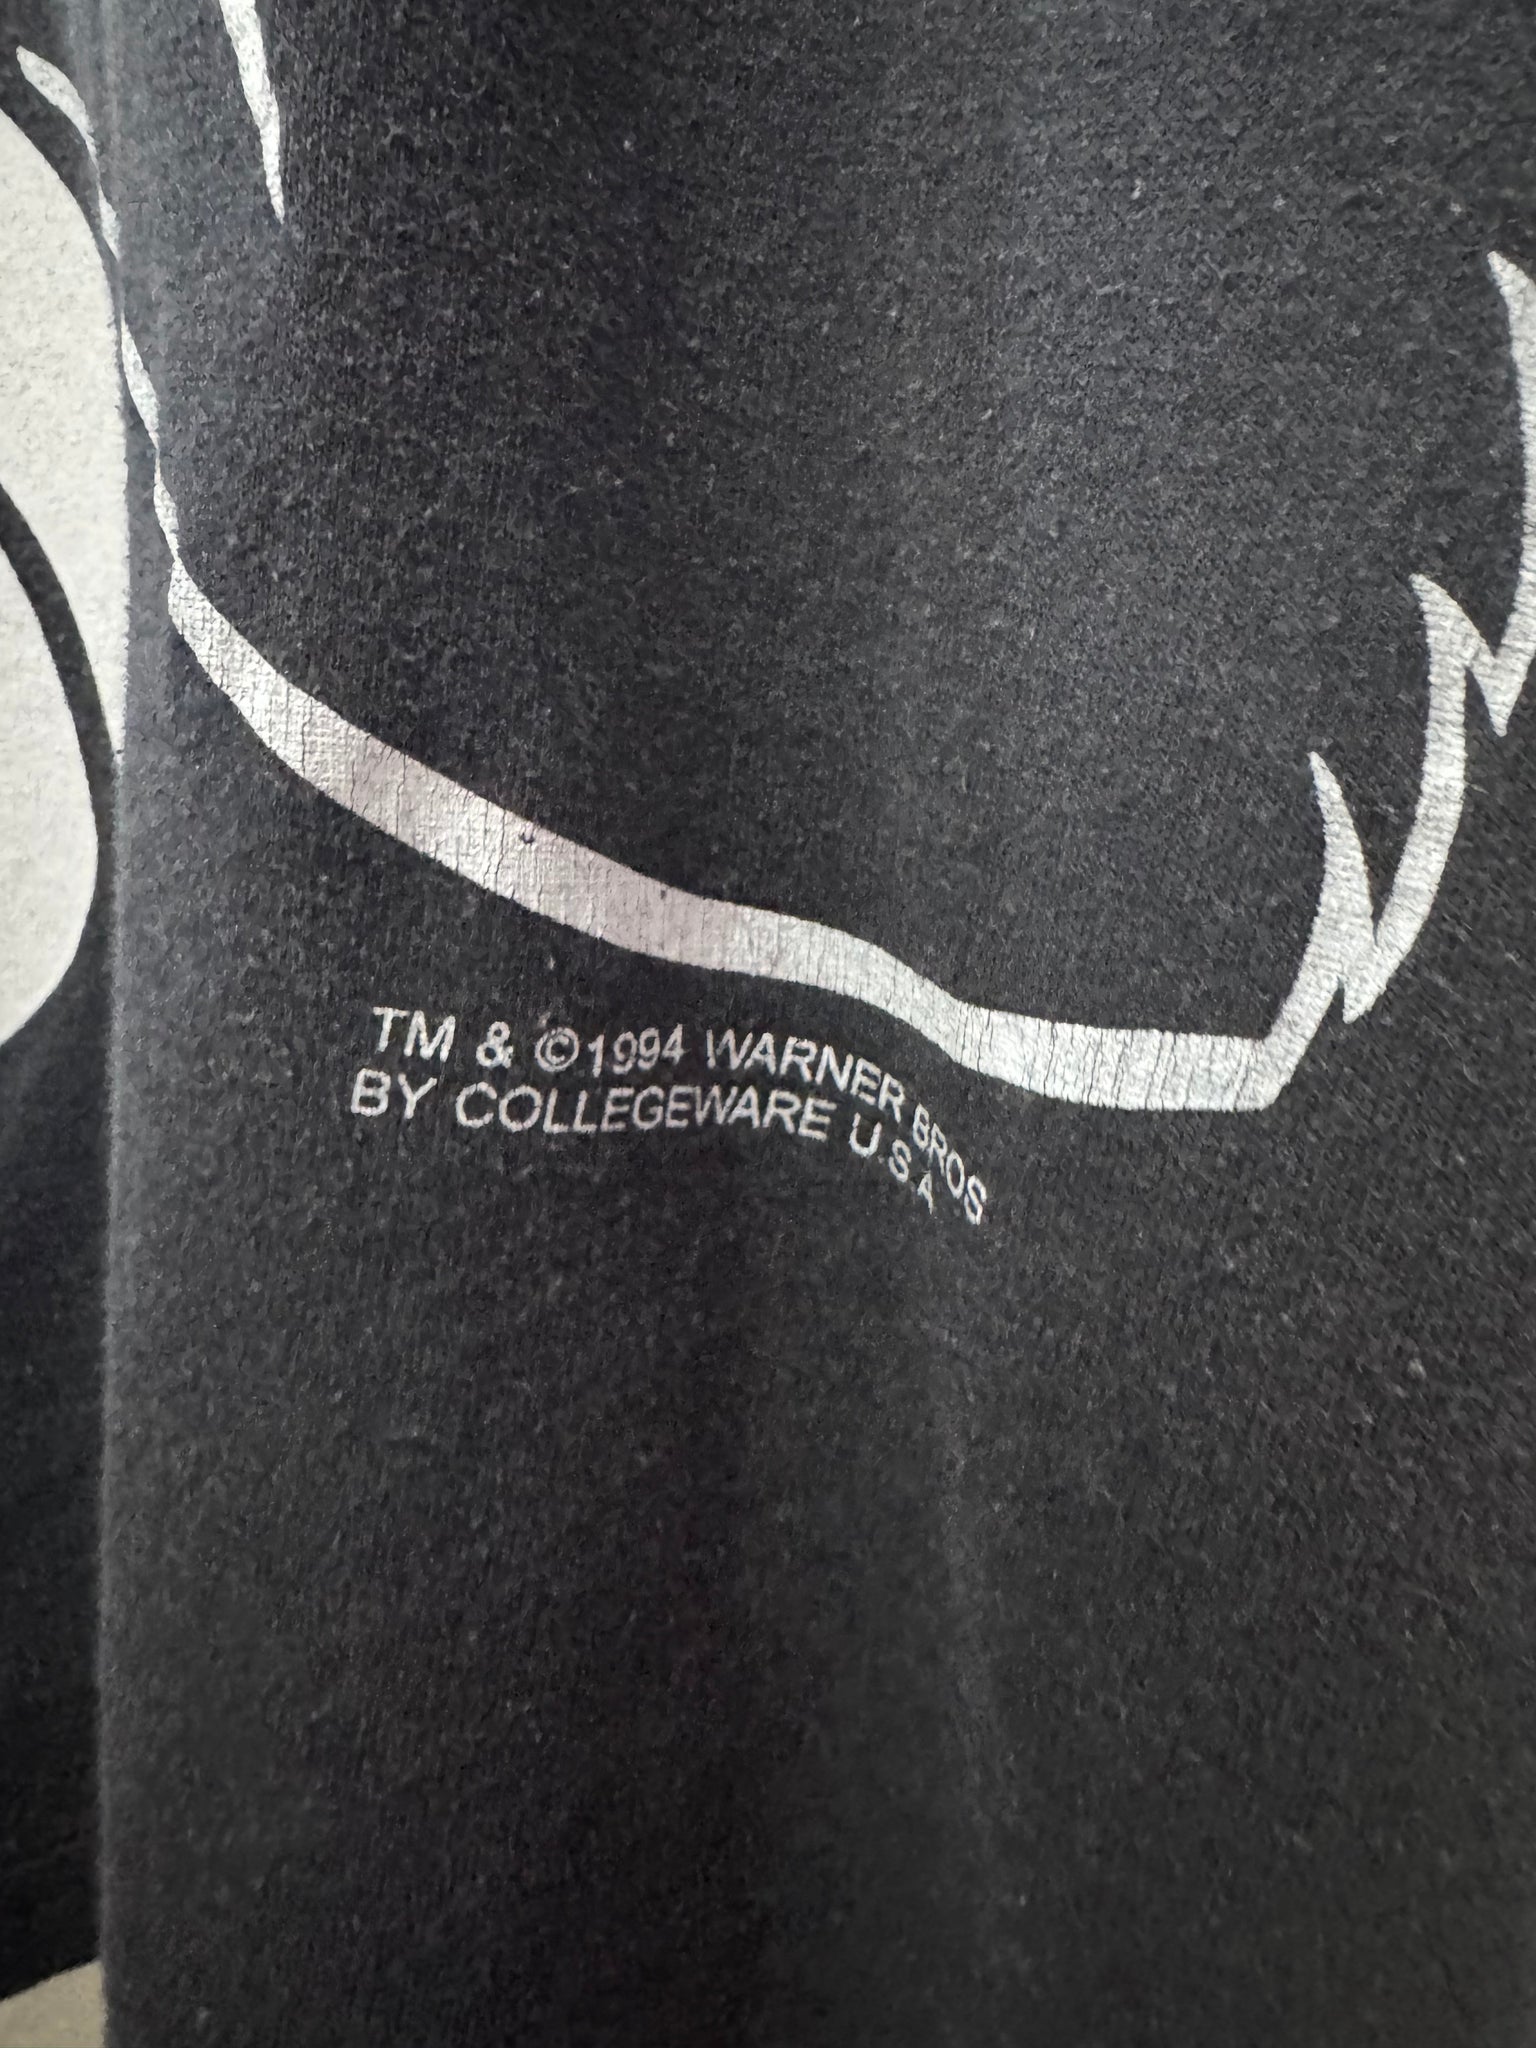 TM & ©1994 WARNER BROS
BY COLLEGEWARE U.S.A